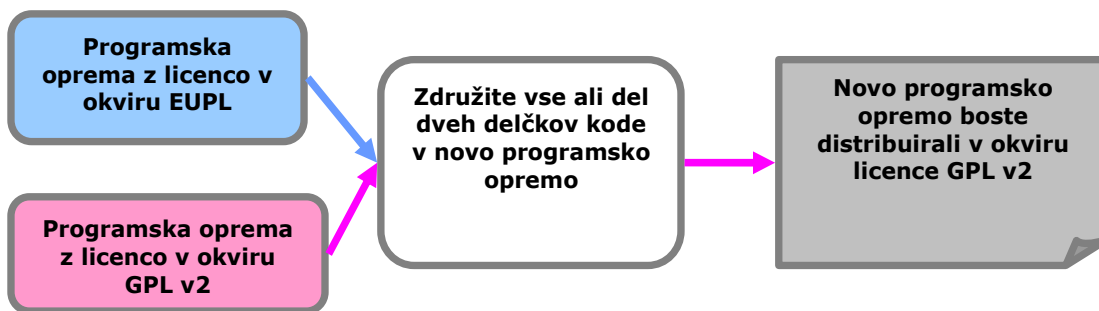 Programska
oprema z licenco v
okviru EUPL
Programska oprema
z licenco v okviru
GPL v2
Združite vse ali del
dveh delčkov kode
v novo programsko
opremo
Novo programsko
opremo boste
distribuirali v okviru
licence GPL v2